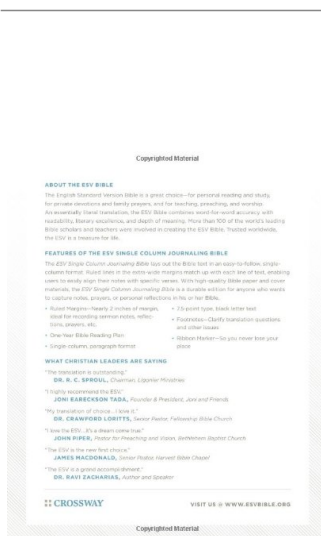 Copyrighted Material
ABOUT THE ESV BIBLE
The English Standard Version Bible is a great choice—for personal reading and study,
for private devotions and family prayers, and for teaching, preaching, and worship.
An essentially literal translation, the ESV Bible combines word-for-word accuracy with
readability, literary excellence, and depth of meaning. More than 100 of the world's leading
Bible scholars and teachers were involved in creating the ESV Bible. Trusted worldwide,
the ESV is a treasure for life.
FEATURES OF THE ESV SINGLE COLUMN JOURNALING BIBLE
The ESV Single Column Journaling Bible lays out the Bible text in an easy-to-follow, single-
column format. Ruled lines in the extra-wide margins match up with each line of text, enabling
users to easily align their notes with specific verses. With high-quality Bible paper and cover
materials, the ESV Single Column Journaling Bible is a durable edition for anyone who wants
to capture notes, prayers, or personal reflections in his or her Bible.
• Ruled Margins—Nearly 2 inches of margin,
ideal for recording sermon notes, reflec-
tions, prayers, etc.
• One-Year Bible Reading Plan
• Single-column, paragraph format
• 7.5-point type, black letter text
• Footnotes—Clarify translation questions
and other issues
• Ribbon Marker—So you never lose your
place
WHAT CHRISTIAN LEADERS ARE SAYING
"The translation is outstanding."
DR. R. C. SPROUL, Chairman, Ligonier Ministries
"I highly recommend the ESV."
JONI EARECKSON TADA, Founder & President, Joni and Friends
"My translation of choice...I love it."
DR. CRAWFORD LORITTS, Senior Pastor, Fellowship Bible Church
"I love the ESV...It's a dream come true."
JOHN PIPER, Pastor for Preaching and Vision, Bethlehem Baptist Church
"The ESV is the new first choice."
JAMES MACDONALD, Senior Pastor, Harvest Bible Chapel
"The ESV is a grand accomplishment."
DR. RAVI ZACHARIAS, Author and Speaker
CROSSWAY
VISIT US @ WWW.ESVBIBLE.ORG
Copyrighted Material